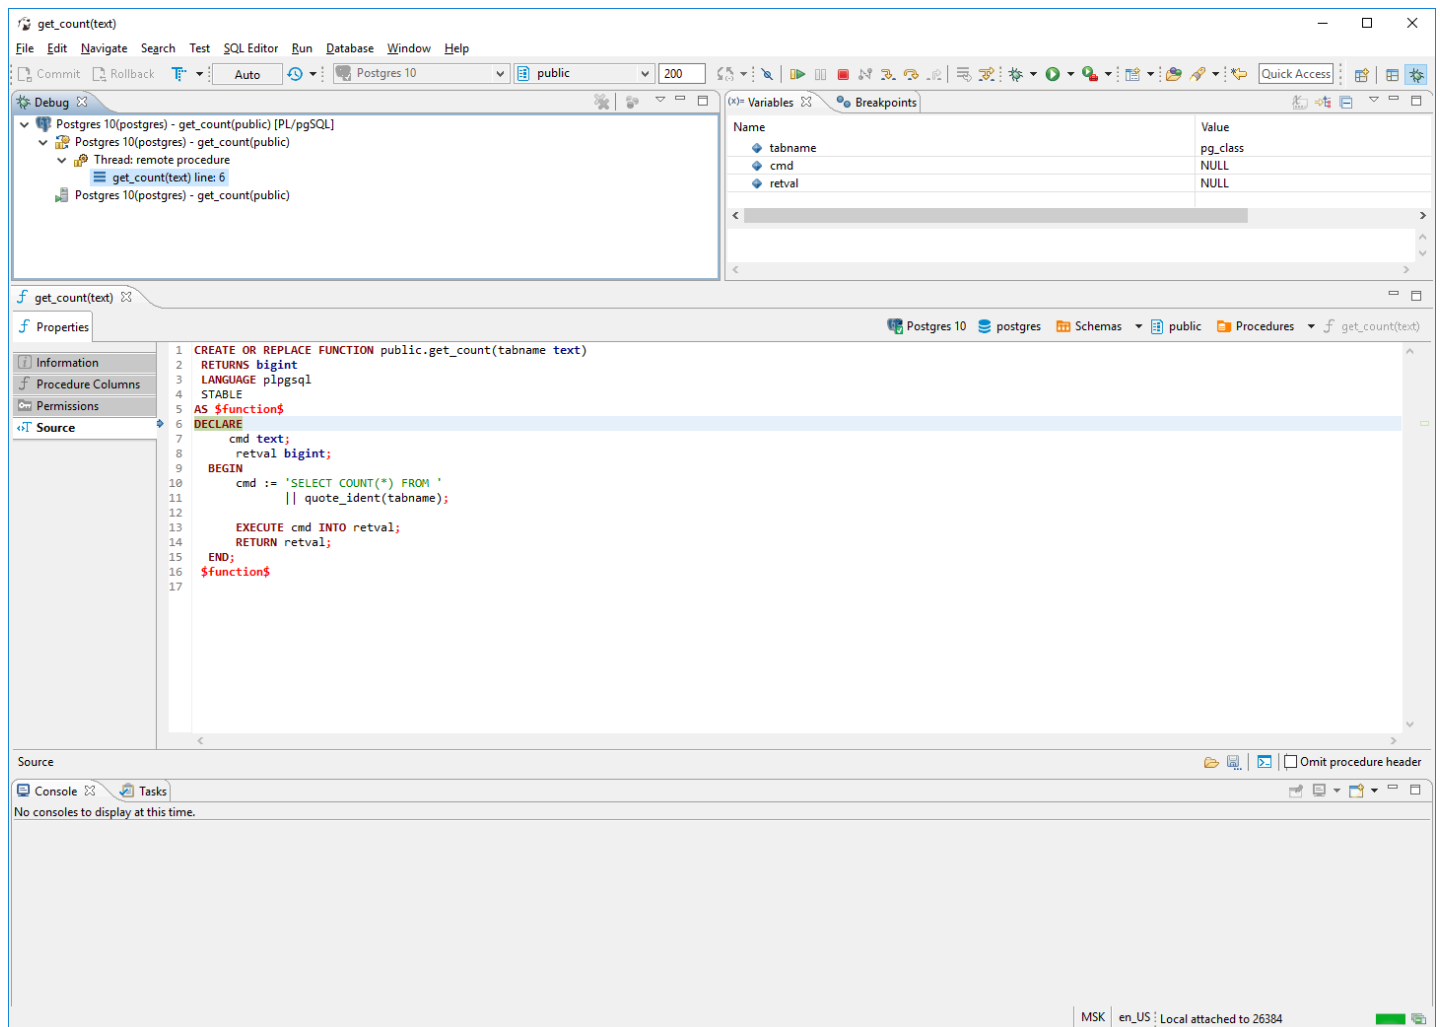 get_count(text)
File Edit Navigate Search Test SQL Editor Run Database Window Help
Commit Rollback Auto Postgres 10 public 200 Quick Access
Debug
Postgres 10(postgres) - get_count(public) [PL/pgSQL]
Postgres 10(postgres) - get_count(public)
Thread: remote procedure
get_count(text) line: 6
Postgres 10(postgres) - get_count(public)
(x)= Variables Breakpoints
Name Value
tabname pg_class
cmd NULL
retval NULL
get_count(text)
Properties
Postgres 10 postgres Schemas public Procedures get_count(text)
Information
Procedure Columns
Permissions
Source
1 CREATE OR REPLACE FUNCTION public.get_count(tabname text)
2 RETURNS bigint
3 LANGUAGE plpgsql
4 STABLE
5 AS $function$
6 DECLARE
7 cmd text;
8 retval bigint;
9 BEGIN
10 cmd := 'SELECT COUNT(*) FROM '
11 || quote_ident(tabname);
12
13 EXECUTE cmd INTO retval;
14 RETURN retval;
15 END;
16 $function$
17
Source Omit procedure header
Console Tasks
No consoles to display at this time.
MSK en_US Local attached to 26384